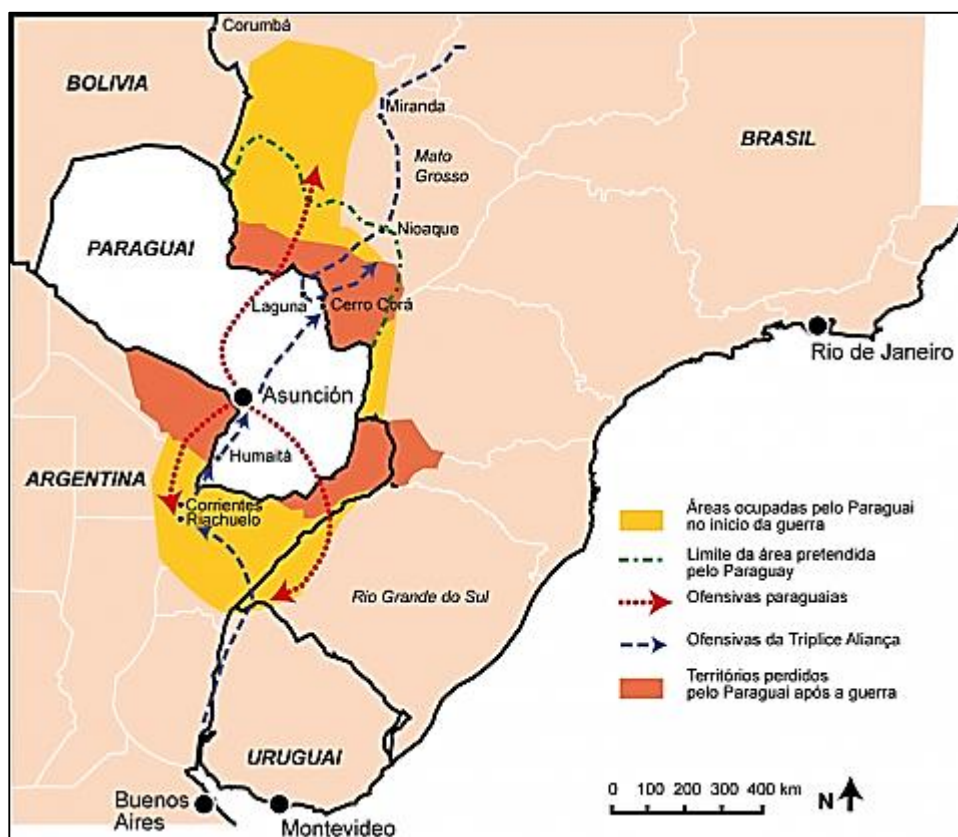 Corumbá
BOLIVIA
Miranda
BRASIL
Mato
Grosso
Nioaque
PARAGUAI
Laguna
Cerro Corá
Rio de Janeiro
Asunción
Humaitá
ARGENTINA
Corrientes
Riachuelo
Áreas ocupadas pelo Paraguai
no início da guerra
Limile da área pretendida
pelo Paraguay
Rio Grande do Sul
Ofensivas paraguaias
Ofensivas da Triplice Aliança
Territórios perdidos
pelo Paraguai após a guerra
URUGUAI
0 100 200 300 400 km
N
Buenos
Aires
Montevideo